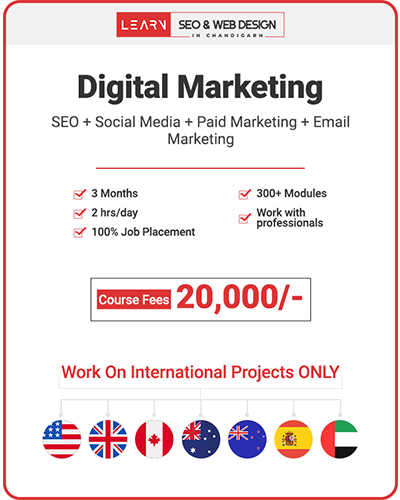 LEARN SEO & WEB DESIGN
IN CHANDIGARH
Digital Marketing
SEO + Social Media + Paid Marketing + Email
Marketing
3 Months
2 hrs/day
100% Job Placement
300+ Modules
Work with
professionals
Course Fees 20,000/-
Work On International Projects ONLY